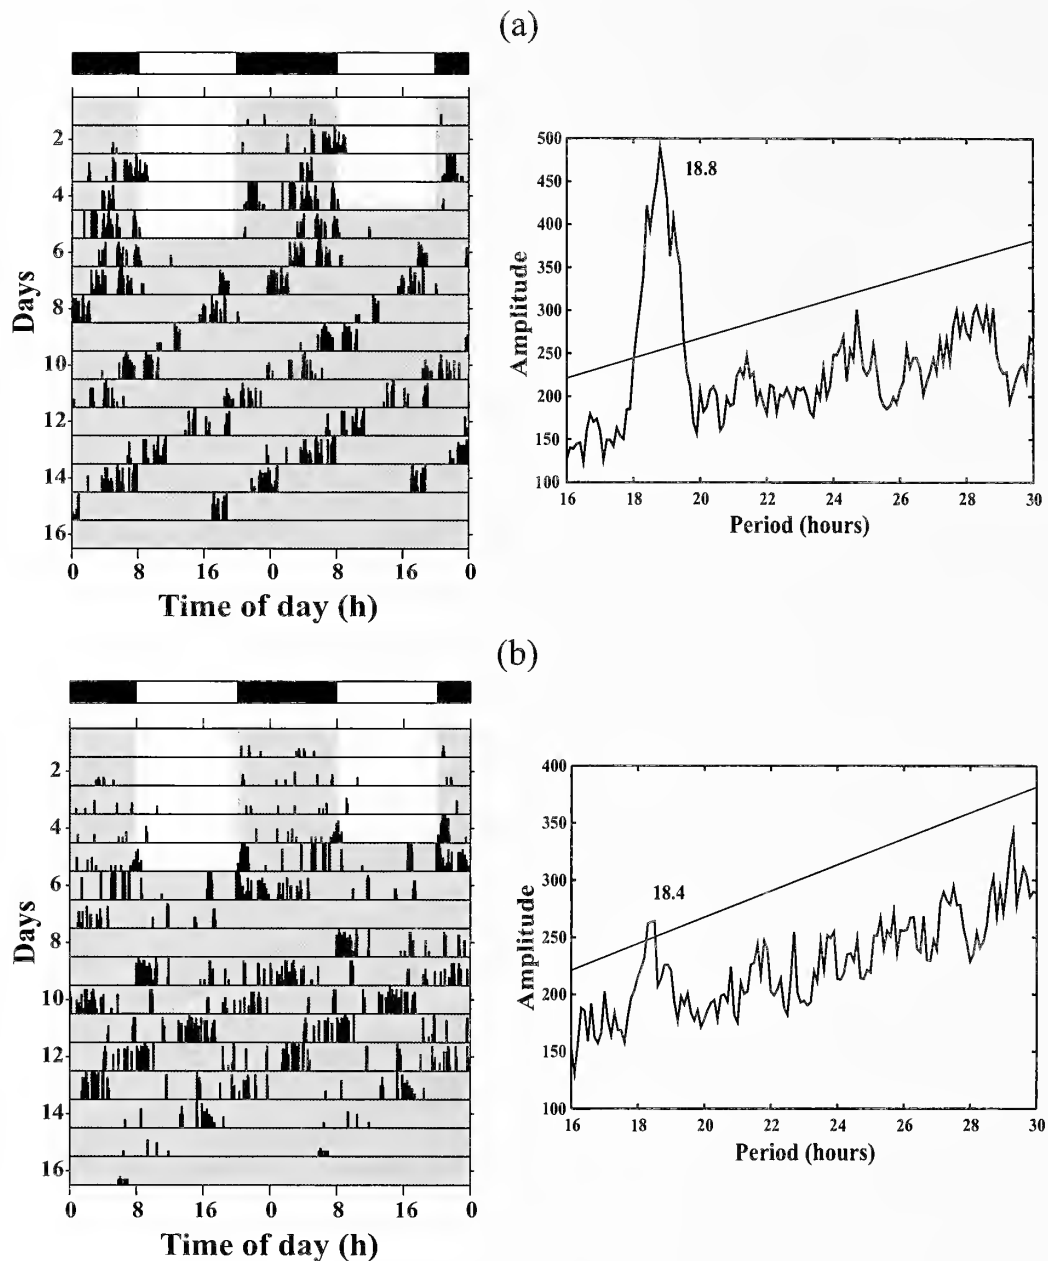 (a)
2
4
6
8
10
12
14
16
Days
0 8 16 0 8 16 0
Time of day (h)
500
450
400
350
300
250
200
150
100
Amplitude
18.8
16 18 20 22 24 26 28 30
Period (hours)
(b)
2
4
6
8
10
12
14
16
Days
0 8 16 0 8 16 0
Time of day (h)
400
350
300
250
200
150
100
Amplitude
18.4
16 18 20 22 24 26 28 30
Period (hours)